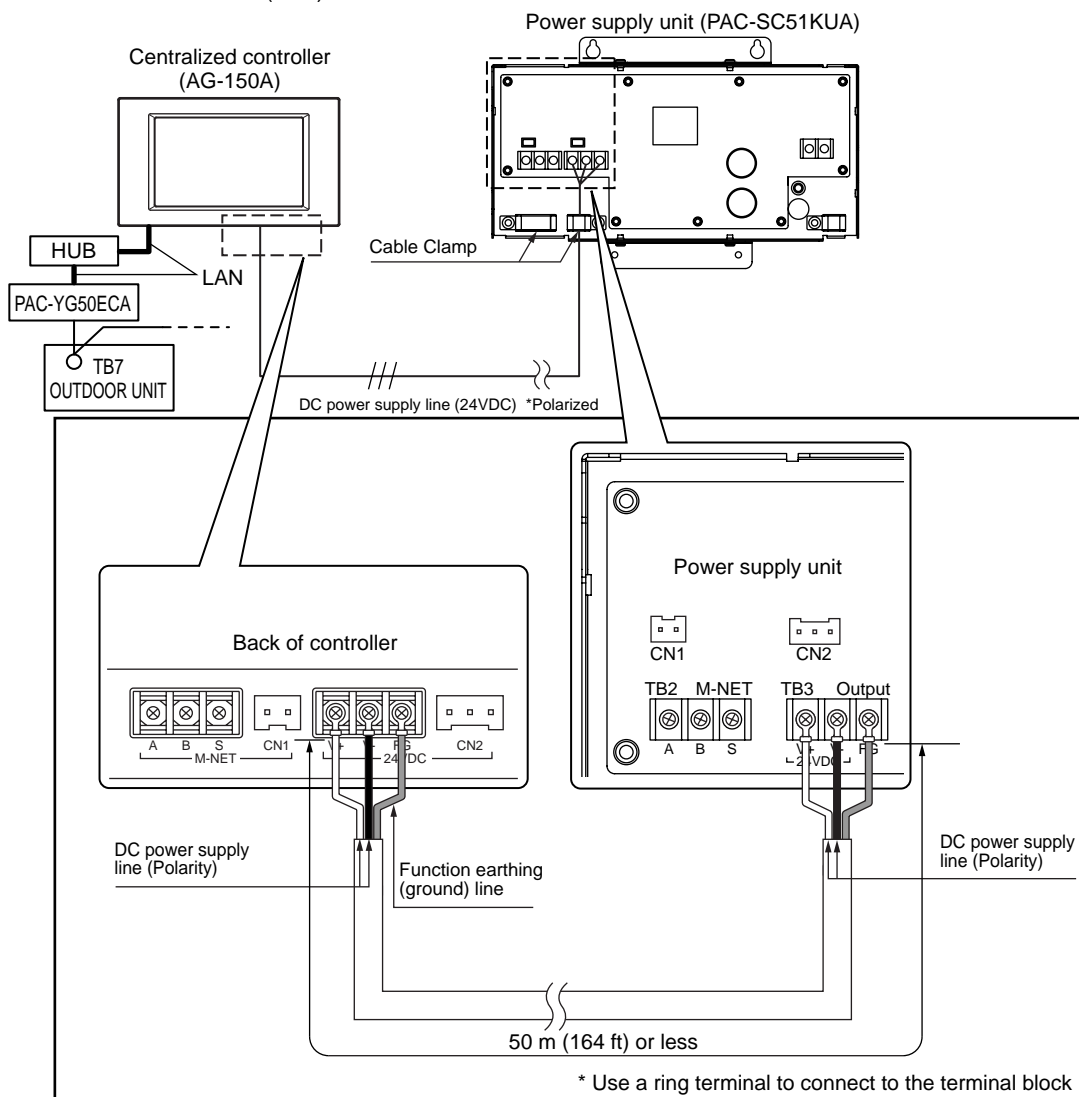 Power supply unit (PAC-SC51KUA)
Centralized controller
(AG-150A)
Cable Clamp
HUB
LAN
PAC-YG50ECA
TB7
OUTDOOR UNIT
DC power supply line (24VDC) *Polarized
Power supply unit
Back of controller
CN1 CN2
TB2 M-NET TB3 Output
A B S V+ V- FG
24VDC
A B S CN1 V+ V- FG CN2
M-NET 24VDC
DC power supply
line (Polarity)
Function earthing
(ground) line
DC power supply
line (Polarity)
50 m (164 ft) or less
* Use a ring terminal to connect to the terminal block